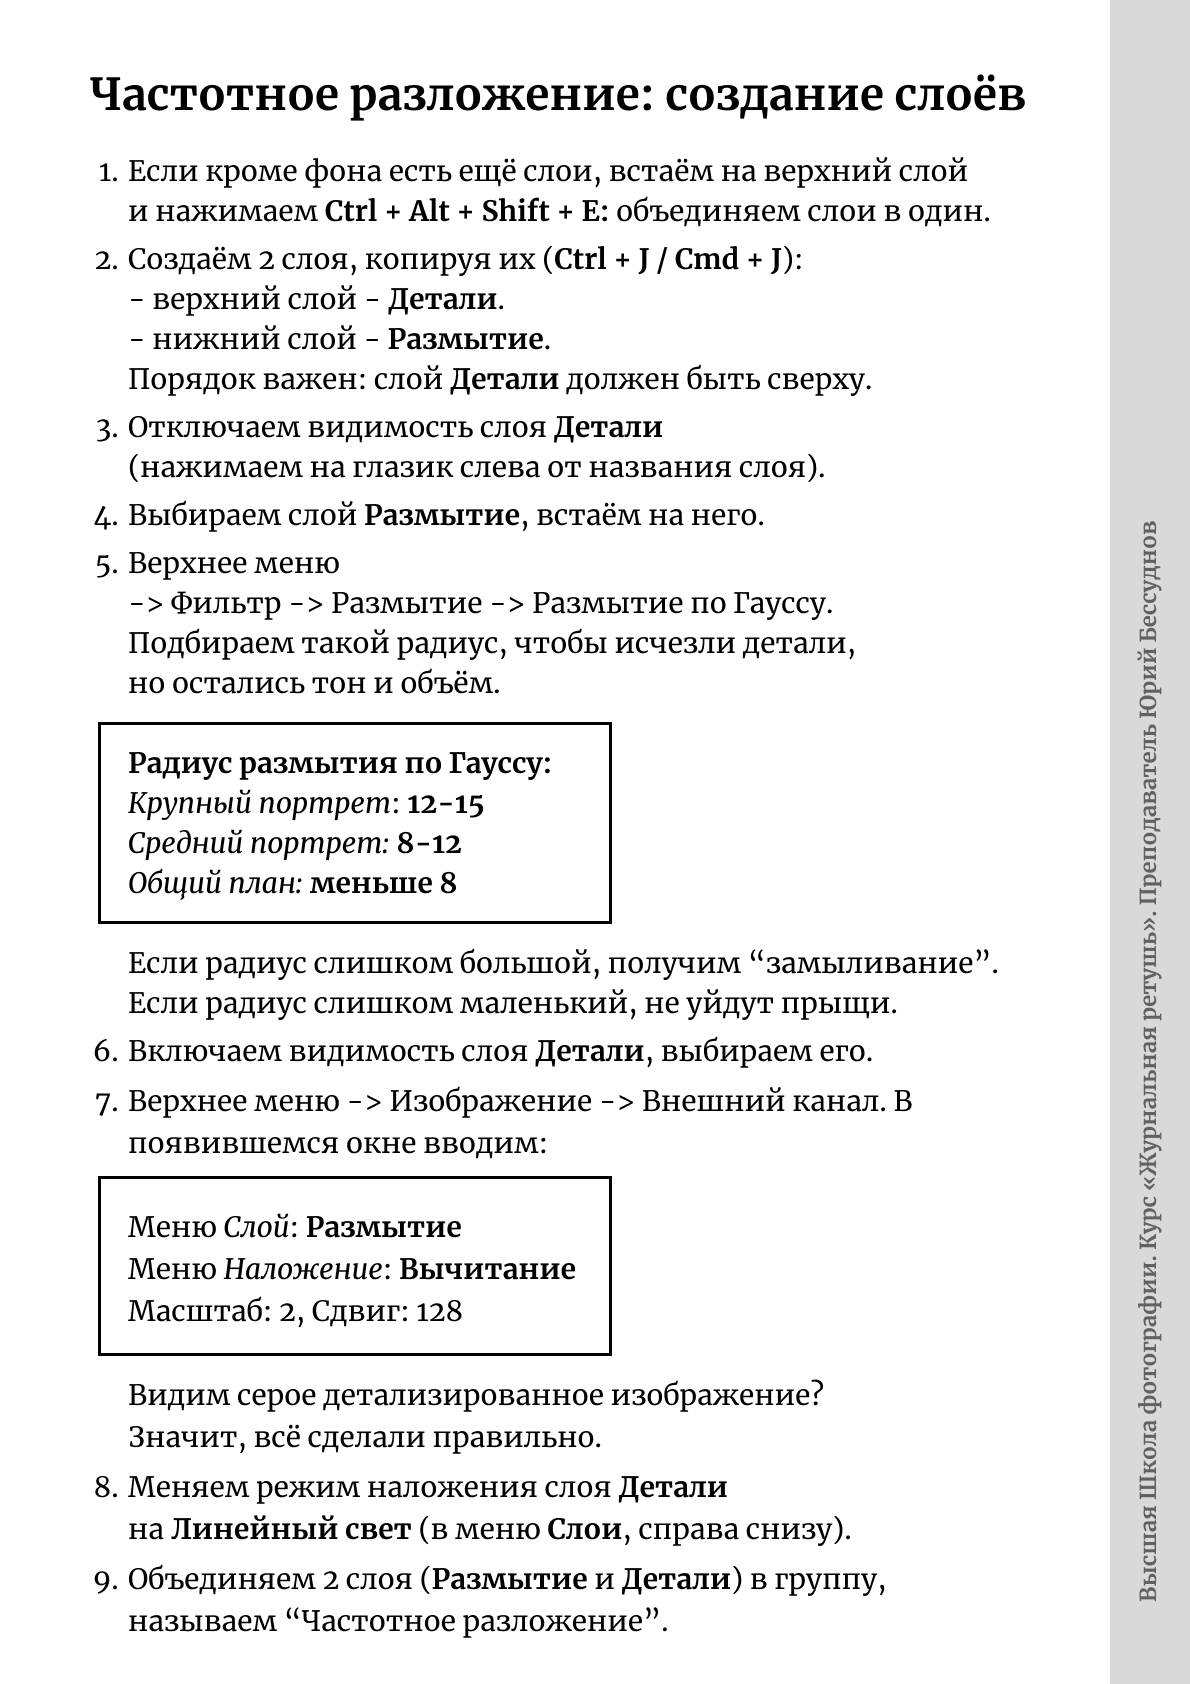 Частотное разложение: создание слоёв
1. Если кроме фона есть ещё слои, встаём на верхний слой
и нажимаем Ctrl + Alt + Shift + E: объединяем слои в один.
2. Создаём 2 слоя, копируя их (Ctrl + J / Cmd + J):
- верхний слой - Детали.
- нижний слой - Размытие.
Порядок важен: слой Детали должен быть сверху.
3. Отключаем видимость слоя Детали
(нажимаем на глазик слева от названия слоя).
4. Выбираем слой Размытие, встаём на него.
5. Верхнее меню
-> Фильтр -> Размытие -> Размытие по Гауссу.
Подбираем такой радиус, чтобы исчезли детали,
но остались тон и объём.
Радиус размытия по Гауссу:
Крупный портрет: 12-15
Средний портрет: 8-12
Общий план: меньше 8
Если радиус слишком большой, получим “замыливание”.
Если радиус слишком маленький, не уйдут прыщи.
6. Включаем видимость слоя Детали, выбираем его.
7. Верхнее меню -> Изображение -> Внешний канал. В
появившемся окне вводим:
Меню Слой: Размытие
Меню Наложение: Вычитание
Масштаб: 2, Сдвиг: 128
Видим серое детализированное изображение?
Значит, всё сделали правильно.
8. Меняем режим наложения слоя Детали
на Линейный свет (в меню Слои, справа снизу).
9. Объединяем 2 слоя (Размытие и Детали) в группу,
называем “Частотное разложение”.
Высшая Школа фотографии. Курс «Журнальная ретушь». Преподаватель Юрий Бессуднов